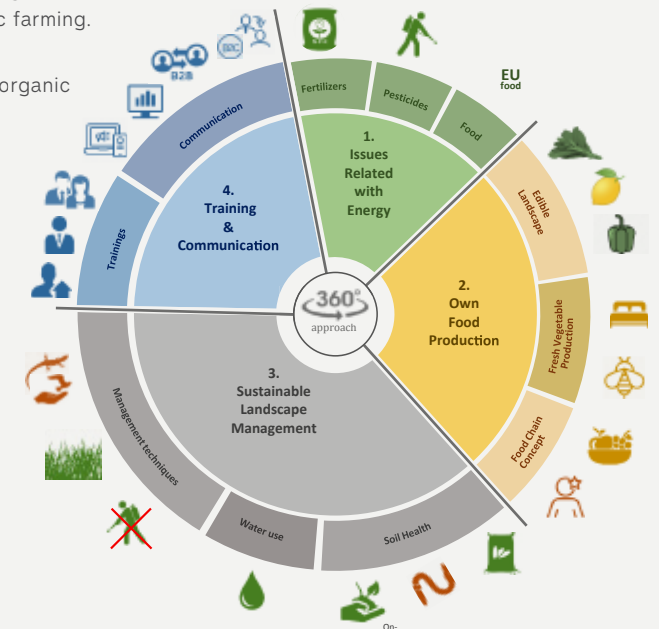 c farming.
organic
B2B
B2C
EU
food
Communication
Fertilizers
Pesticides
Food
1.
Issues
Related
with
Energy
4.
Training
&
Communication
Trainings
Edible
Landscape
2.
Own
Food
Production
Fresh Vegetable
Production
Food Chain
Concept
360°
approach
3.
Sustainable
Landscape
Management
Management techniques
Water use
Soil Health
On-